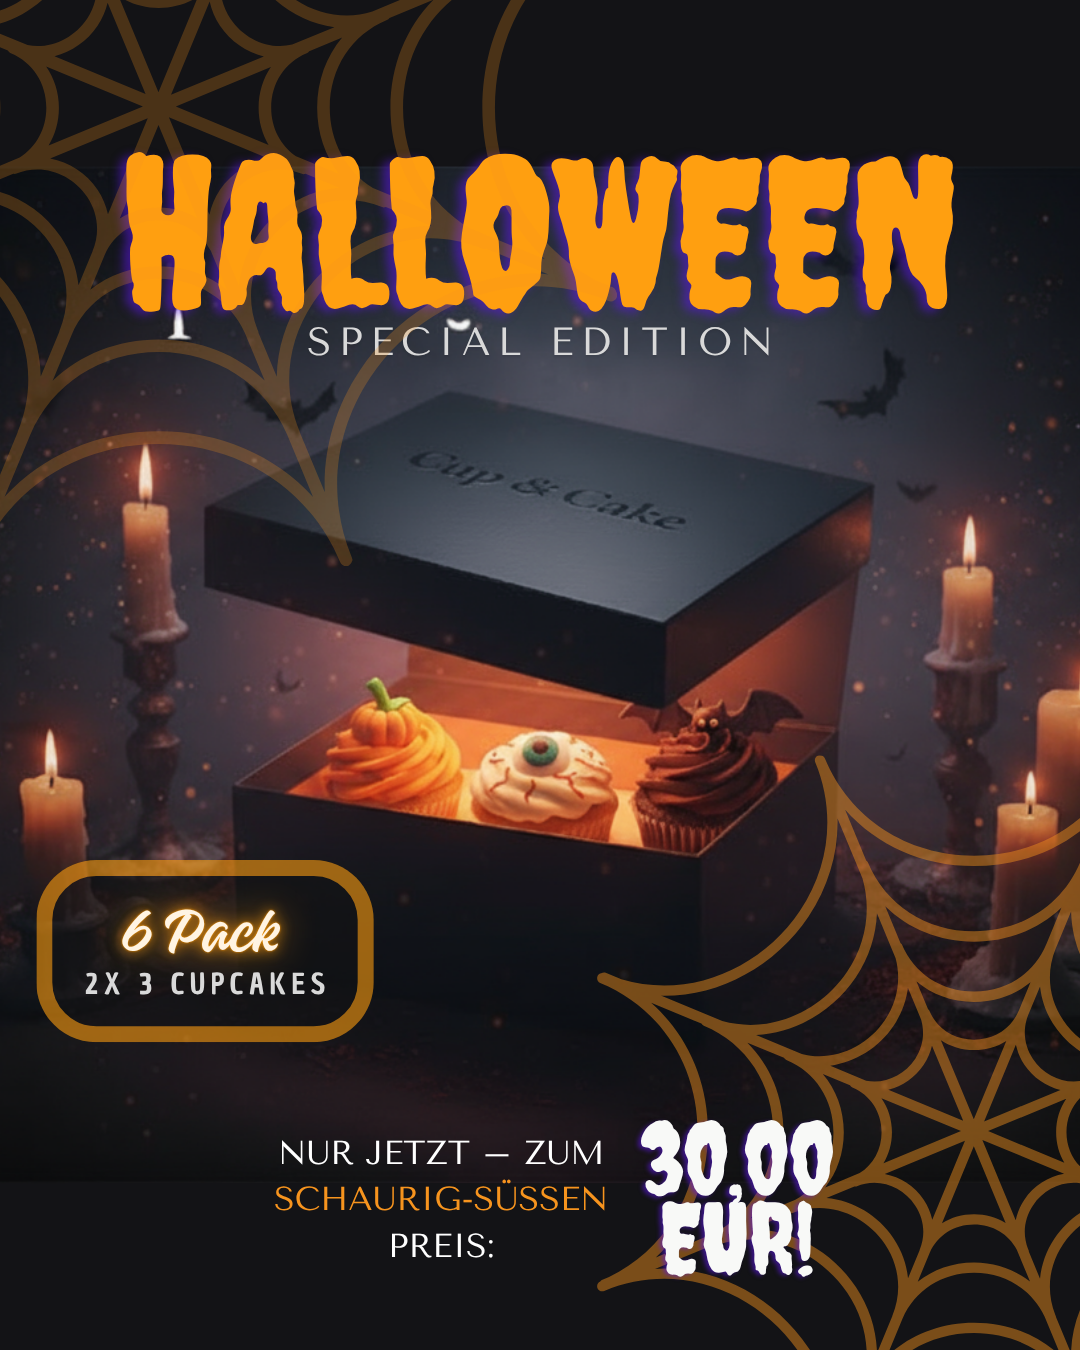 HALLOWEEN
SPECIAL EDITION
Cup & Cake
6 Pack
2X 3 CUPCAKES
NUR JETZT – ZUM
SCHAURIG-SÜSSEN
PREIS:
30,00
EUR!